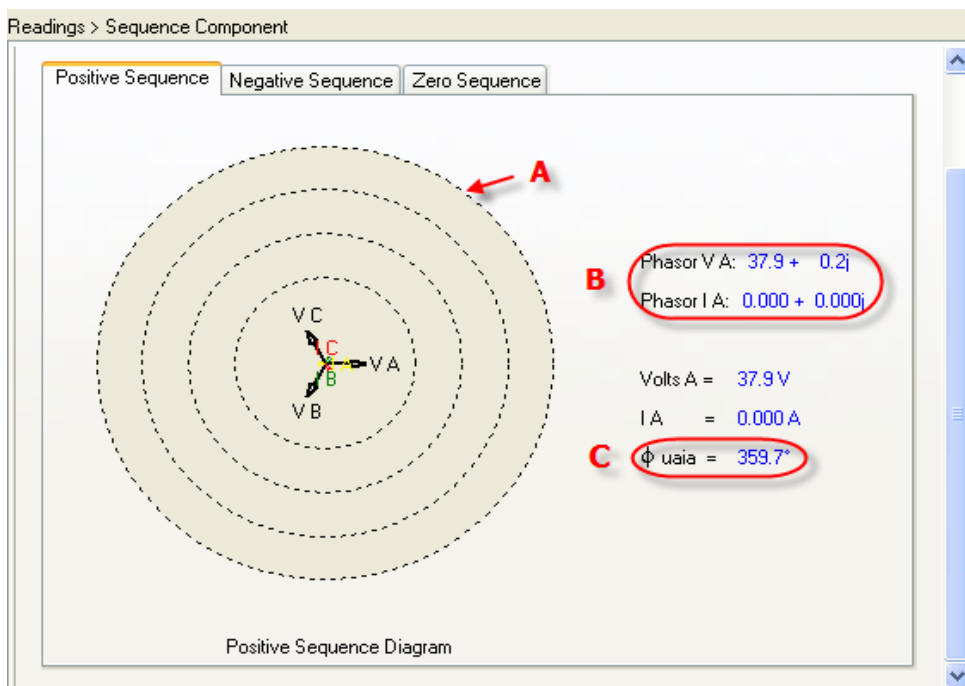 Readings > Sequence Component
Positive Sequence Negative Sequence Zero Sequence
A
V C
C
A V A
B
V B
B
Phasor V A: 37.9 + 0.2j
Phasor I A: 0.000 + 0.000j
Volts A = 37.9 V
I A = 0.000 A
C
ϕ uaia = 359.7°
Positive Sequence Diagram